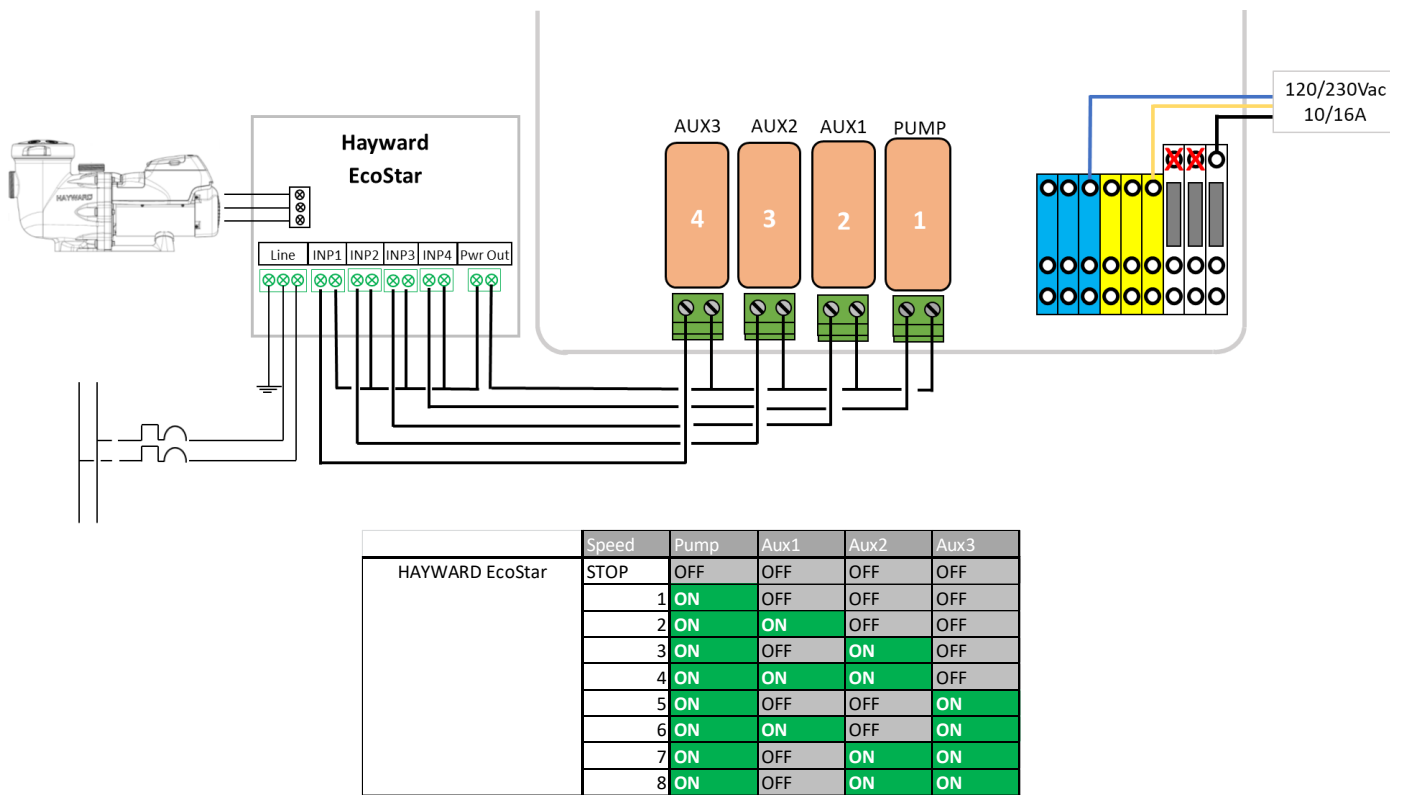 120/230Vac
10/16A
Hayward
EcoStar
AUX3 AUX2 AUX1 PUMP
HAYWARD
4 3 2 1
Line INP1 INP2 INP3 INP4 Pwr Out
Speed Pump Aux1 Aux2 Aux3
HAYWARD EcoStar STOP OFF OFF OFF OFF
1 ON OFF OFF OFF
2 ON ON OFF OFF
3 ON OFF ON OFF
4 ON ON ON OFF
5 ON OFF OFF ON
6 ON ON OFF ON
7 ON OFF ON ON
8 ON OFF ON ON